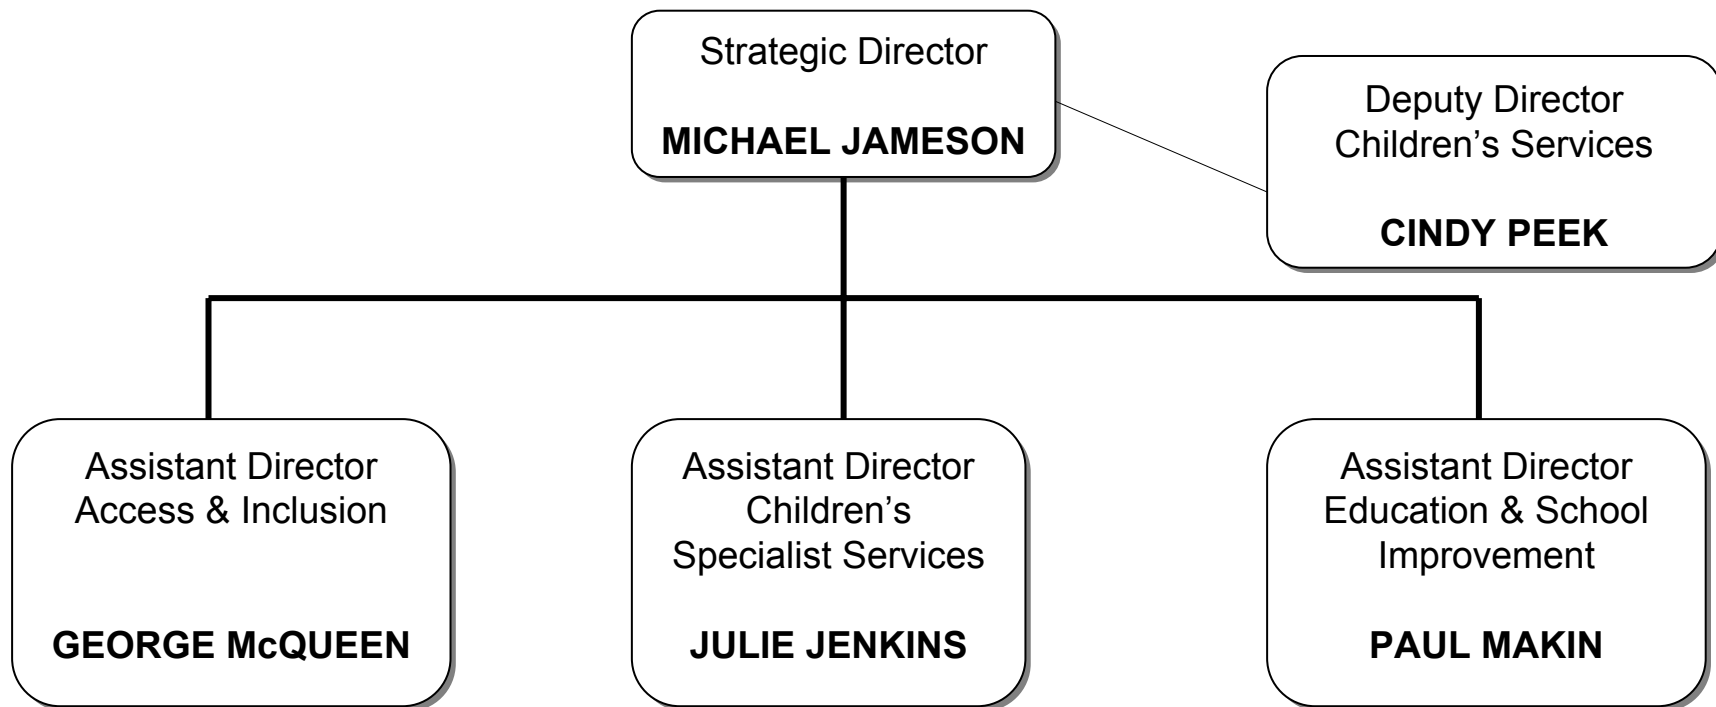 Strategic Director
MICHAEL JAMESON
Deputy Director
Children’s Services
CINDY PEEK
Assistant Director
Access & Inclusion
GEORGE McQUEEN
Assistant Director
Children’s
Specialist Services
JULIE JENKINS
Assistant Director
Education & School
Improvement
PAUL MAKIN